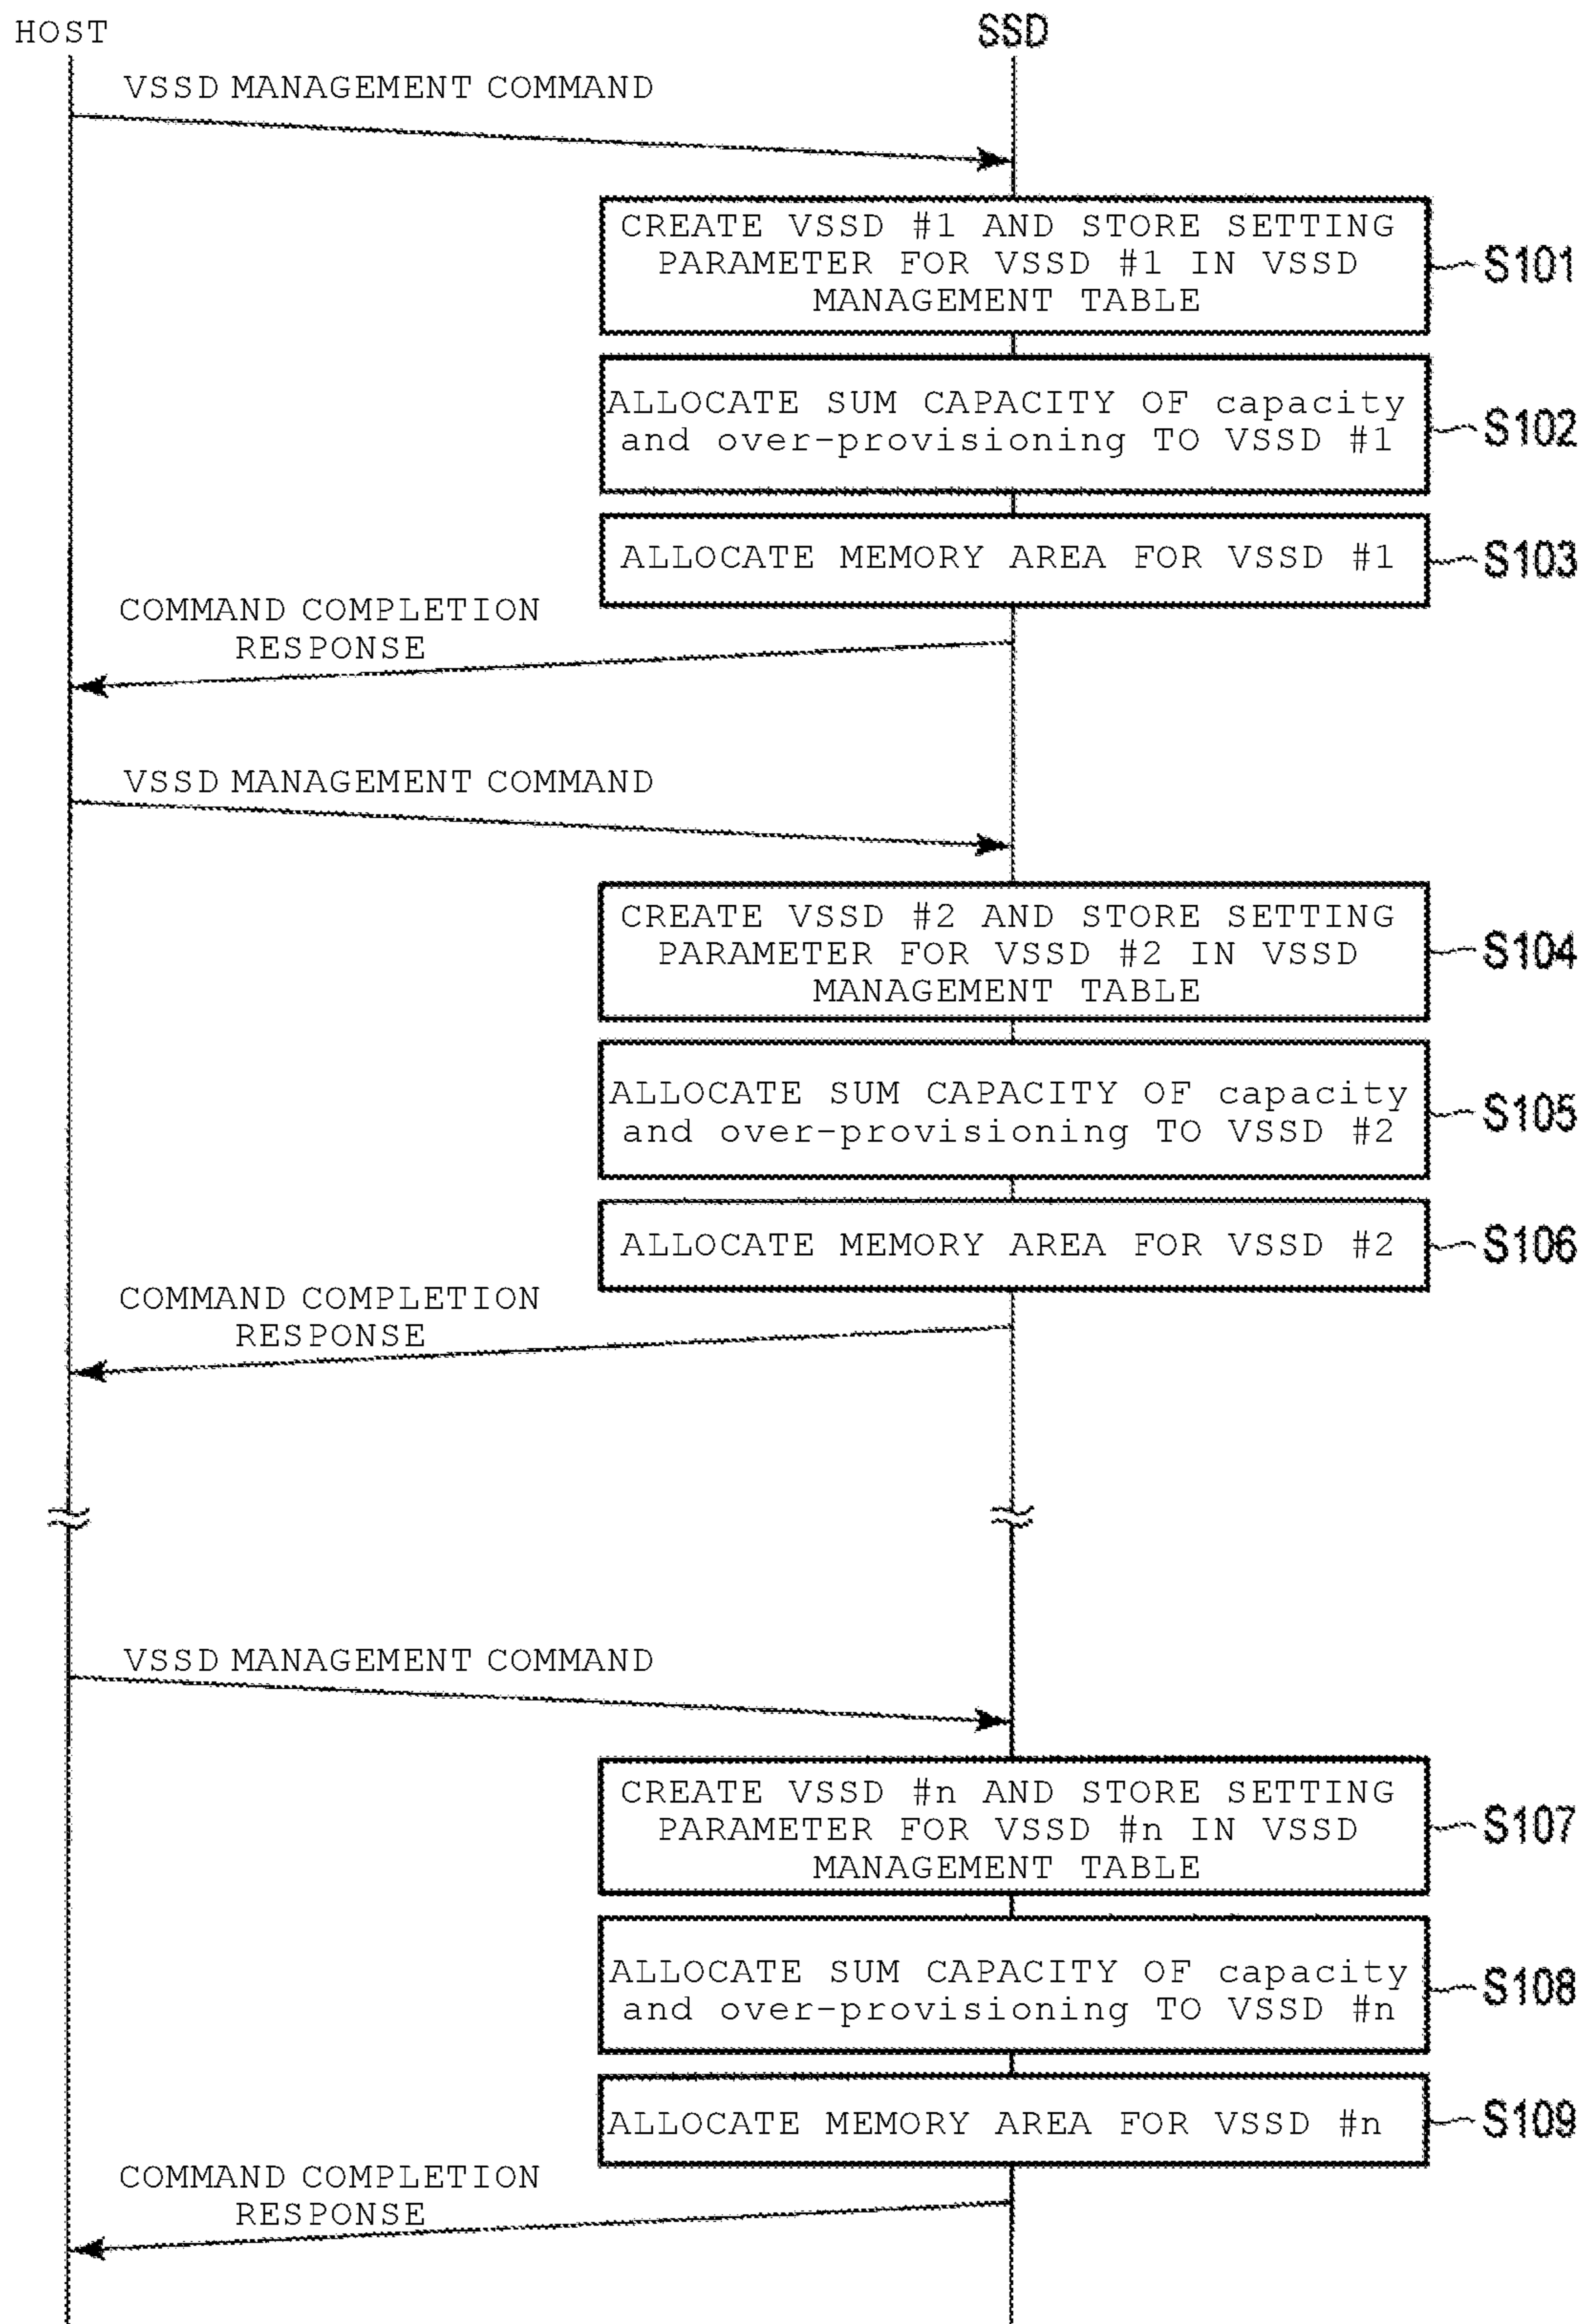 HOST
SSD
VSSD MANAGEMENT COMMAND
CREATE VSSD #1 AND STORE SETTING
PARAMETER FOR VSSD #1 IN VSSD
MANAGEMENT TABLE
S101
ALLOCATE SUM CAPACITY OF capacity
and over-provisioning TO VSSD #1
S102
ALLOCATE MEMORY AREA FOR VSSD #1
S103
COMMAND COMPLETION
RESPONSE
VSSD MANAGEMENT COMMAND
CREATE VSSD #2 AND STORE SETTING
PARAMETER FOR VSSD #2 IN VSSD
MANAGEMENT TABLE
S104
ALLOCATE SUM CAPACITY OF capacity
and over-provisioning TO VSSD #2
S105
ALLOCATE MEMORY AREA FOR VSSD #2
S106
COMMAND COMPLETION
RESPONSE
VSSD MANAGEMENT COMMAND
CREATE VSSD #n AND STORE SETTING
PARAMETER FOR VSSD #n IN VSSD
MANAGEMENT TABLE
S107
ALLOCATE SUM CAPACITY OF capacity
and over-provisioning TO VSSD #n
S108
ALLOCATE MEMORY AREA FOR VSSD #n
S109
COMMAND COMPLETION
RESPONSE